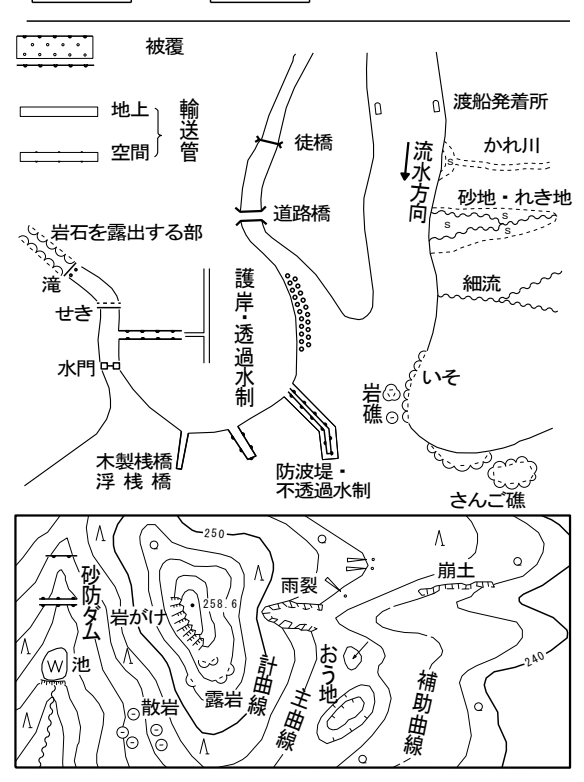 被覆
地上
空間
輸送管
渡船発着所
かれ川
流水方向
徒橋
砂地・れき地
s
s
s
道路橋
岩石を露出する部
護岸・透過水制
滝
細流
せき
水門
いそ
岩礁
木製桟橋
浮桟橋
防波堤・
不透過水制
さんご礁
250
砂防ダム
雨裂
崩土
岩がけ
258.6
池
W
計曲線
おう地
240
主曲線
補助曲線
露岩
散岩